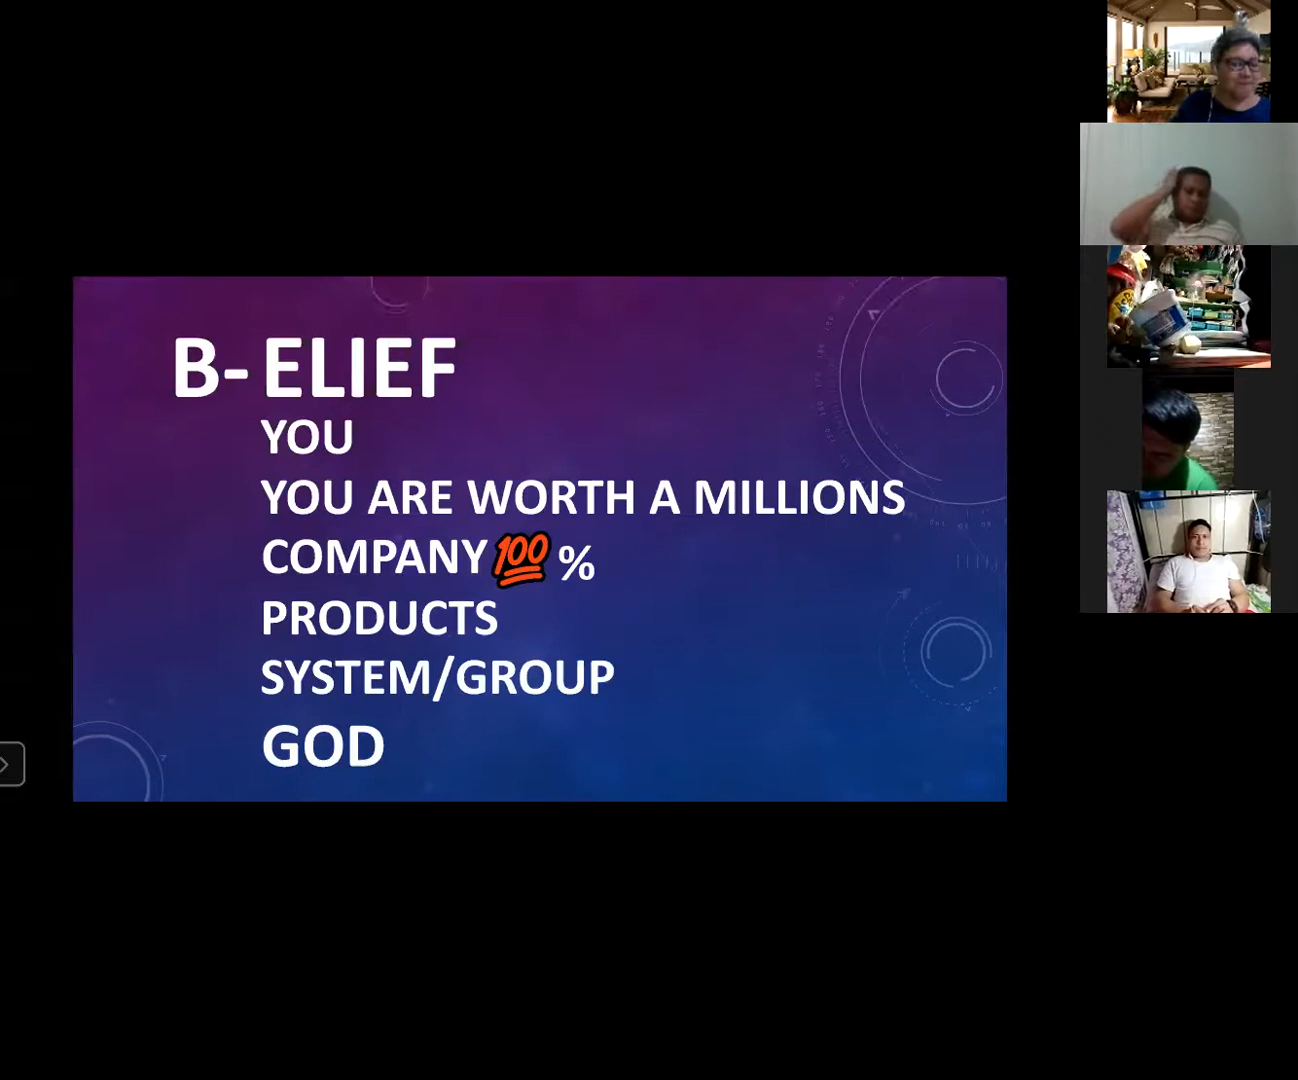 B- ELIEF
YOU
YOU ARE WORTH A MILLIONS
COMPANY💯 %
PRODUCTS
SYSTEM/GROUP
GOD